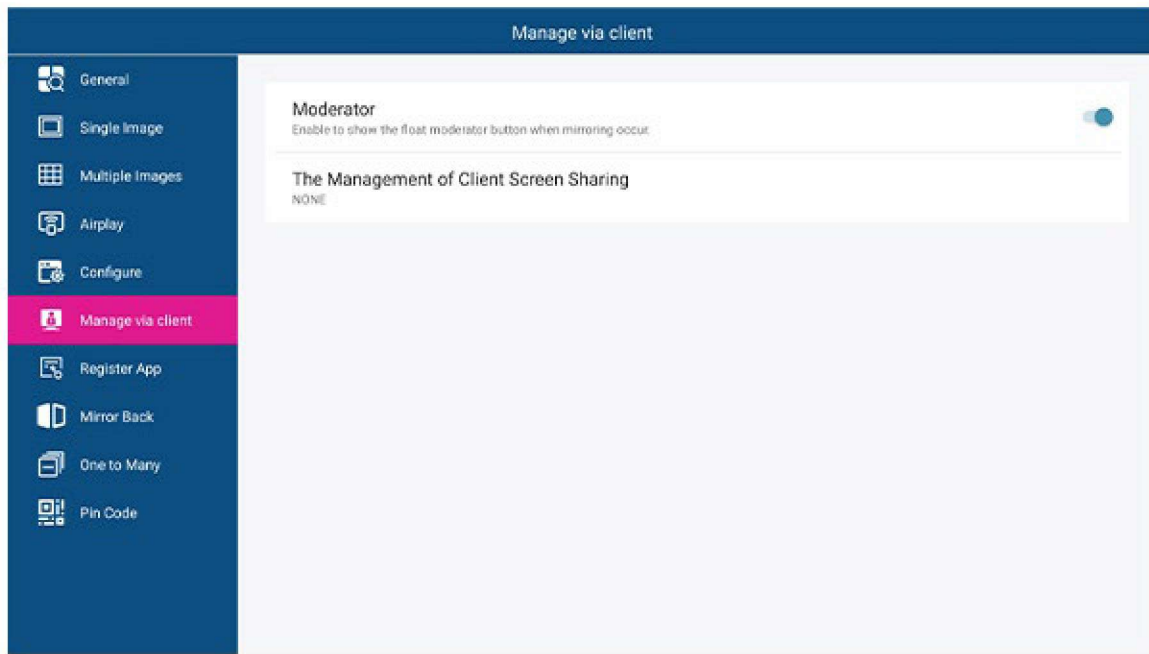 Manage via client
General
Single Image
Multiple Images
Airplay
Configure
Manage via client
Register App
Mirror Back
One to Many
Pin Code
Moderator
Enable to show the float moderator button when mirroring occur.
The Management of Client Screen Sharing
NONE